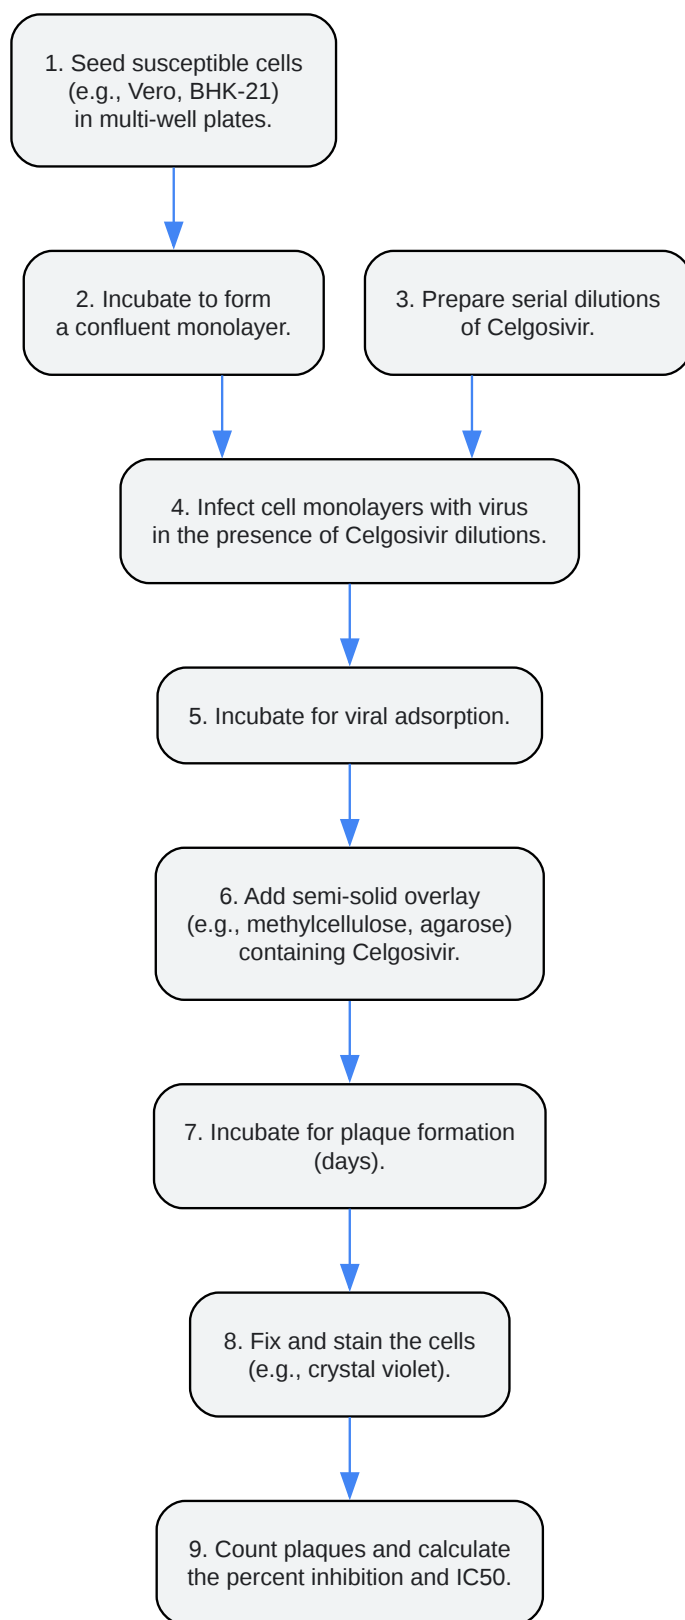 1. Seed susceptible cells
(e.g., Vero, BHK-21)
in multi-well plates.
2. Incubate to form
a confluent monolayer.
3. Prepare serial dilutions
of Celgosivir.
4. Infect cell monolayers with virus
in the presence of Celgosivir dilutions.
5. Incubate for viral adsorption.
6. Add semi-solid overlay
(e.g., methylcellulose, agarose)
containing Celgosivir.
7. Incubate for plaque formation
(days).
8. Fix and stain the cells
(e.g., crystal violet).
9. Count plaques and calculate
the percent inhibition and IC50.